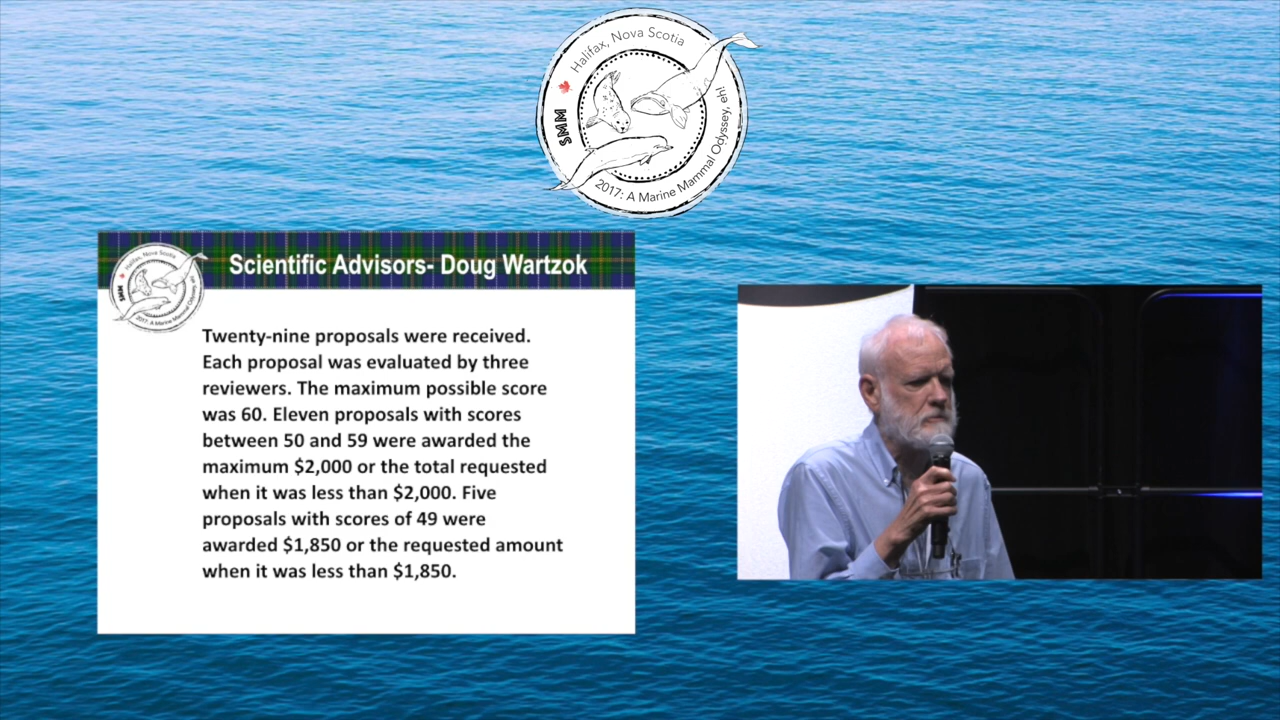 Halifax, Nova Scotia
SMM
2017: A Marine Mammal Odyssey, eh!
Halifax, Nova Scotia
SMM
Scientific Advisors- Doug Wartzok
Twenty-nine proposals were received.
Each proposal was evaluated by three
reviewers. The maximum possible score
was 60. Eleven proposals with scores
between 50 and 59 were awarded the
maximum $2,000 or the total requested
when it was less than $2,000. Five
proposals with scores of 49 were
awarded $1,850 or the requested amount
when it was less than $1,850.